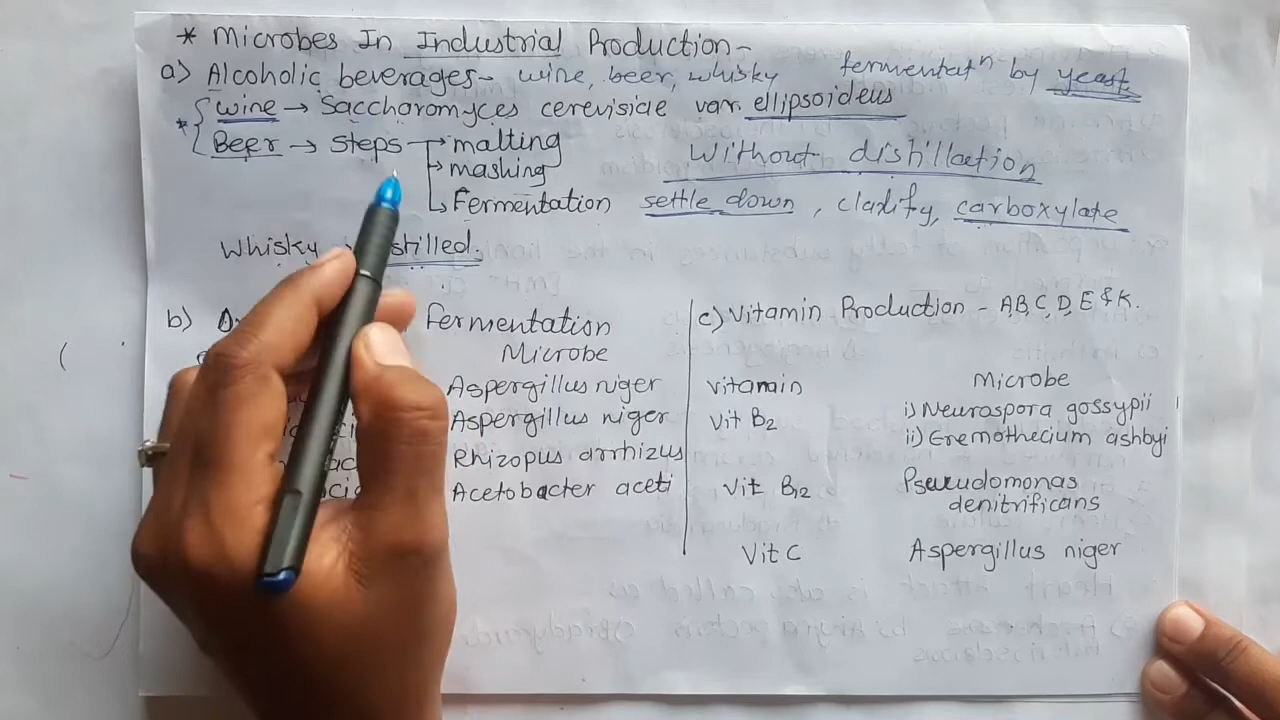 * Microbes In Industrial Production -
a) Alcoholic beverages - wine, beer, whisky fermentatn by yeast
* wine → Saccharomyces cerevisiae var. ellipsoideus
Beer → steps → malting Without distillation
→ mashing
↳ Fermentation settle down, clarify, carboxylate
Whisky stilled.
b) Fermentation
Microbe
Aspergillus niger
Aspergillus niger
Rhizopus arrhizus
Acetobacter aceti
c) Vitamin Production - A,B,C, D, E & K.
vitamin Microbe
Vit B2 i) Neuraspora gossypii
ii) Eremothecium ashbyi
Vit B12 Pseudomonas
denitrificans
Vit C Aspergillus niger